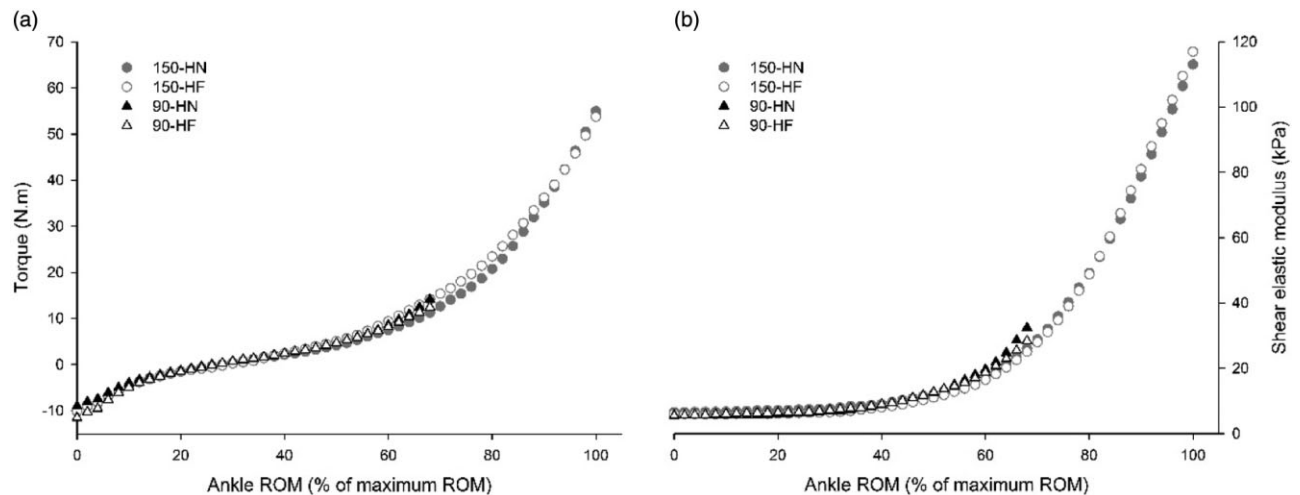 (a)
70
60
50
40
30
20
10
0
-10
Torque (N.m)
150-HN
150-HF
90-HN
90-HF
0 20 40 60 80 100
Ankle ROM (% of maximum ROM)
(b)
150-HN
150-HF
90-HN
90-HF
120
100
80
60
40
20
0
Shear elastic modulus (kPa)
0 20 40 60 80 100
Ankle ROM (% of maximum ROM)